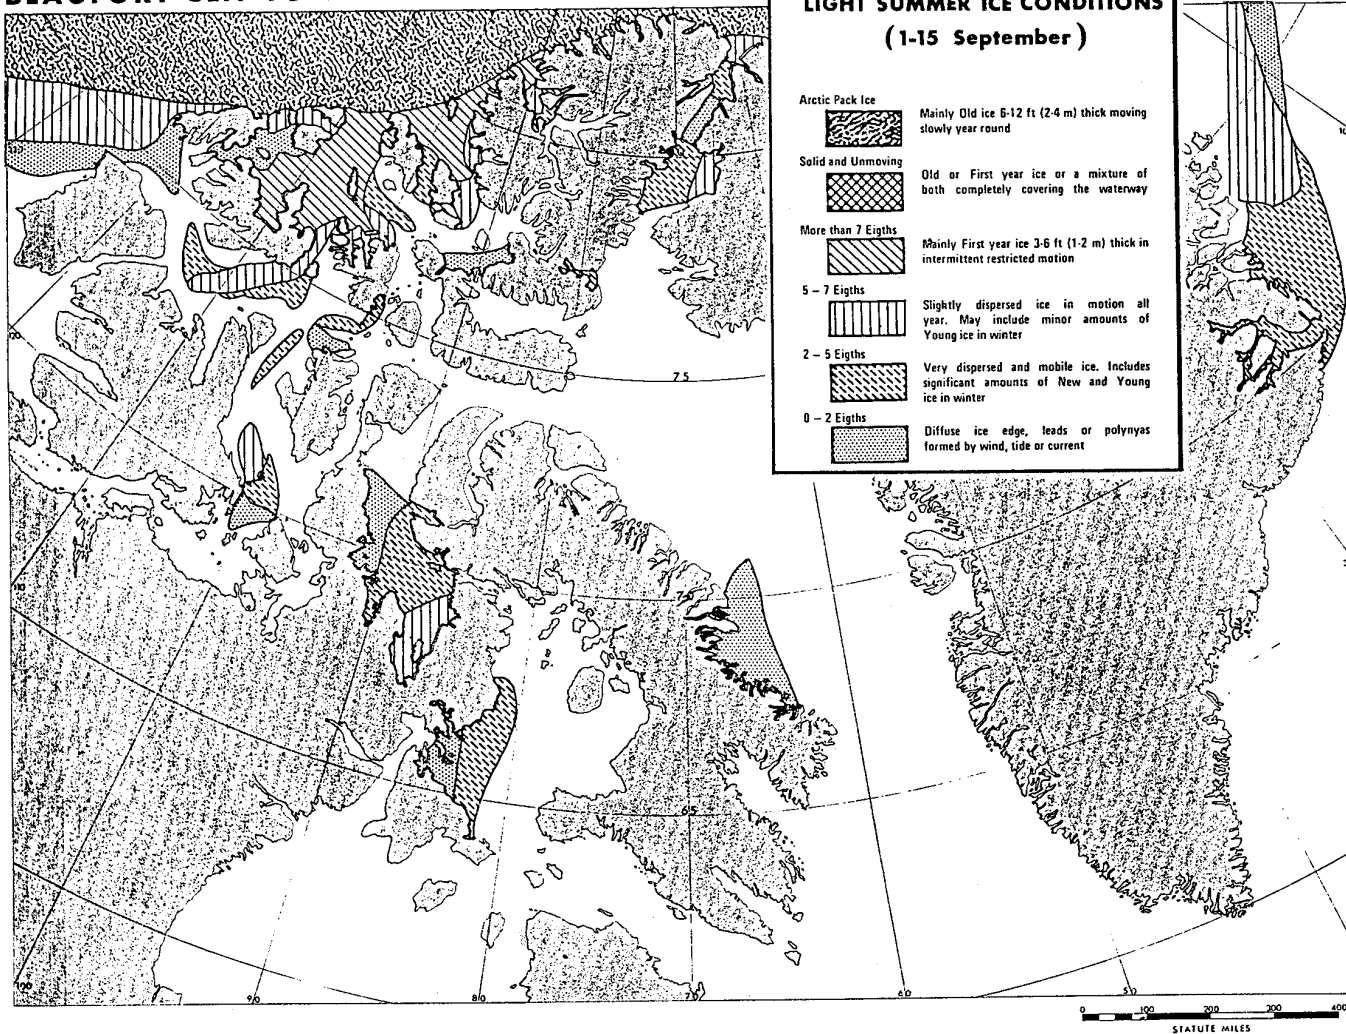 LIGHT SUMMER ICE CONDITIONS
(1-15 September)
Arctic Pack Ice
Mainly Old ice 6-12 ft (2-4 m) thick moving
slowly year round
Solid and Unmoving
Old or First year ice or a mixture of
both completely covering the waterway
More than 7 Eigths
Mainly First year ice 3-6 ft (1-2 m) thick in
intermittent restricted motion
5 – 7 Eigths
Slightly dispersed ice in motion all
year. May include minor amounts of
Young ice in winter
2 – 5 Eigths
Very dispersed and mobile ice. Includes
significant amounts of New and Young
ice in winter
0 – 2 Eigths
Diffuse ice edge, leads or polynyas
formed by wind, tide or current
75
65
100
90
80
70
60
50
0 100 200 300 400
STATUTE MILES